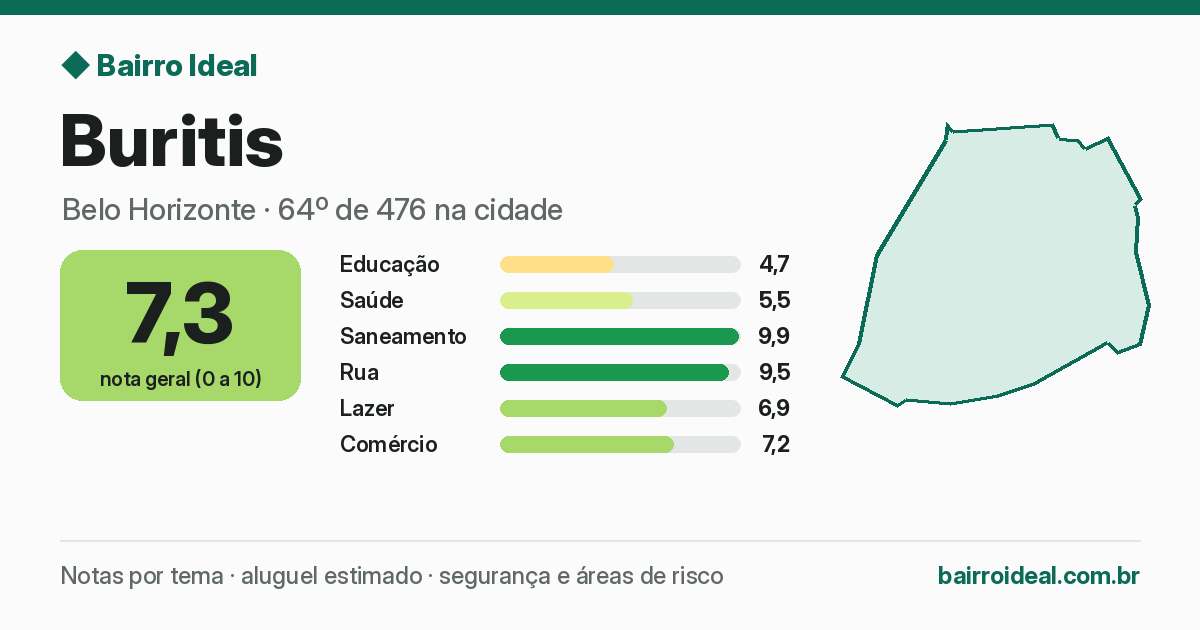 Bairro Ideal
Buritis
Belo Horizonte · 64º de 476 na cidade
7,3
nota geral (0 a 10)
Educação 4,7
Saúde 5,5
Saneamento 9,9
Rua 9,5
Lazer 6,9
Comércio 7,2
Notas por tema · aluguel estimado · segurança e áreas de risco
bairroideal.com.br